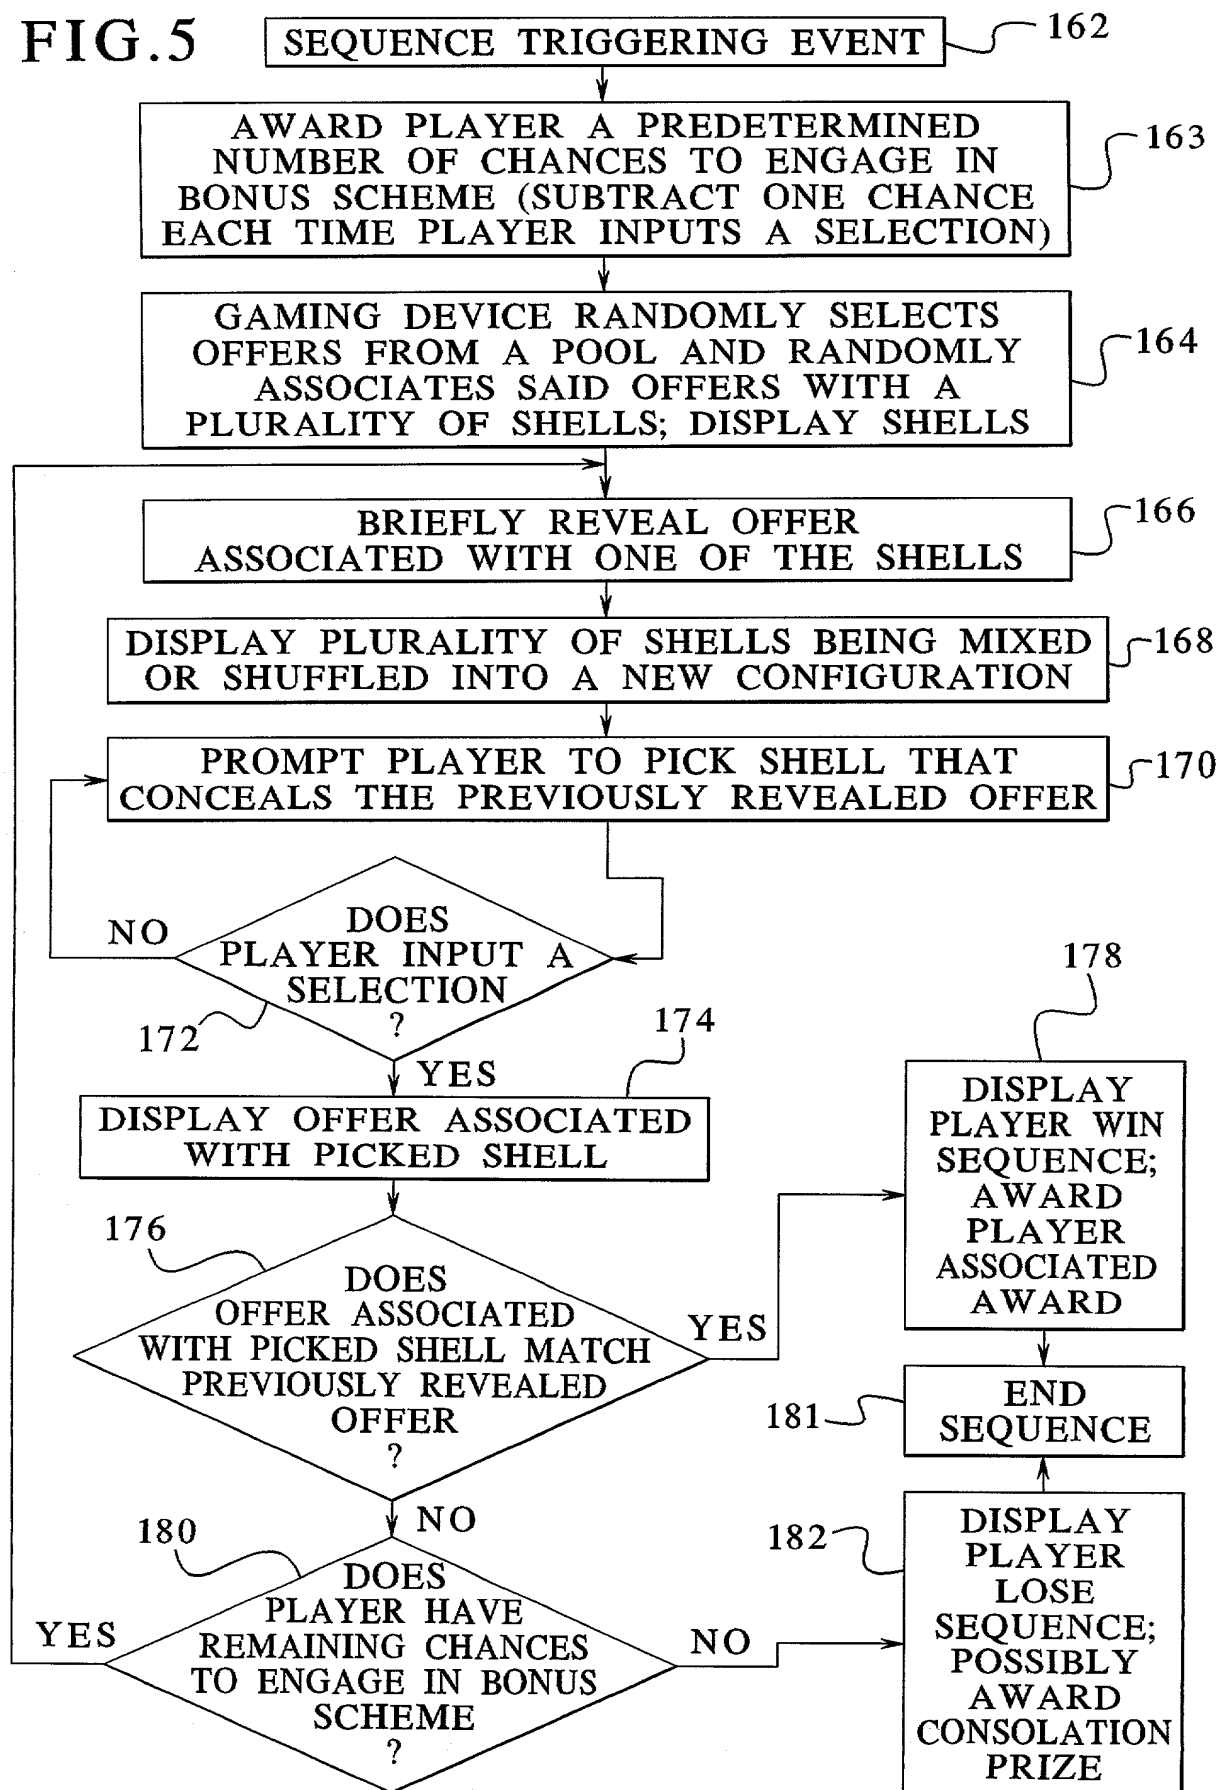 FIG.5
SEQUENCE TRIGGERING EVENT
162
AWARD PLAYER A PREDETERMINED
NUMBER OF CHANCES TO ENGAGE IN
BONUS SCHEME (SUBTRACT ONE CHANCE
EACH TIME PLAYER INPUTS A SELECTION)
163
GAMING DEVICE RANDOMLY SELECTS
OFFERS FROM A POOL AND RANDOMLY
ASSOCIATES SAID OFFERS WITH A
PLURALITY OF SHELLS; DISPLAY SHELLS
164
BRIEFLY REVEAL OFFER
ASSOCIATED WITH ONE OF THE SHELLS
166
DISPLAY PLURALITY OF SHELLS BEING MIXED
OR SHUFFLED INTO A NEW CONFIGURATION
168
PROMPT PLAYER TO PICK SHELL THAT
CONCEALS THE PREVIOUSLY REVEALED OFFER
170
NO
DOES
PLAYER INPUT A
SELECTION
?
172
YES
174
DISPLAY OFFER ASSOCIATED
WITH PICKED SHELL
176
DOES
OFFER ASSOCIATED
WITH PICKED SHELL MATCH
PREVIOUSLY REVEALED
OFFER
?
YES
178
DISPLAY
PLAYER WIN
SEQUENCE;
AWARD
PLAYER
ASSOCIATED
AWARD
181
END
SEQUENCE
NO
180
DOES
PLAYER HAVE
REMAINING CHANCES
TO ENGAGE IN BONUS
SCHEME
?
YES
NO
182
DISPLAY
PLAYER
LOSE
SEQUENCE;
POSSIBLY
AWARD
CONSOLATION
PRIZE